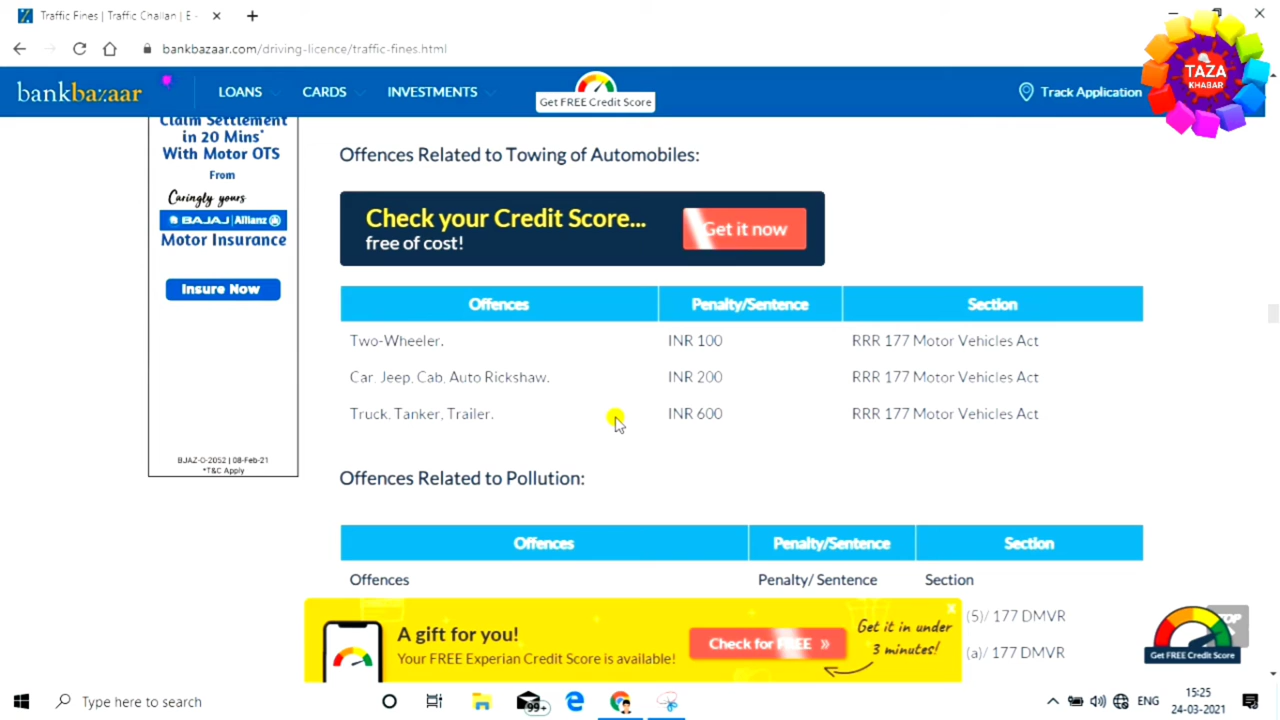 Traffic Fines | Traffic Challan | E -
bankbazaar.com/driving-licence/traffic-fines.html
bankbazaar
LOANS
CARDS
INVESTMENTS
Get FREE Credit Score
Track Application
TAZA
KHABAR
Claim Settlement
in 20 Mins*
With Motor OTS
From
Caringly yours
BAJAJ | Allianz
Motor Insurance
Insure Now
BJAZ-O-2052 | 08-Feb-21
*T&C Apply
Offences Related to Towing of Automobiles:
Check your Credit Score...
free of cost!
Get it now
Offences Penalty/Sentence Section
Two-Wheeler. INR 100 RRR 177 Motor Vehicles Act
Car, Jeep, Cab, Auto Rickshaw. INR 200 RRR 177 Motor Vehicles Act
Truck, Tanker, Trailer. INR 600 RRR 177 Motor Vehicles Act
Offences Related to Pollution:
Offences Penalty/Sentence Section
Offences Penalty/ Sentence Section
(5)/ 177 DMVR
(a)/ 177 DMVR
A gift for you!
Your FREE Experian Credit Score is available!
Check for FREE »
Get it in under
3 minutes!
x
TOP
Get FREE Credit Score
Type here to search
99+
ENG
15:25
24-03-2021